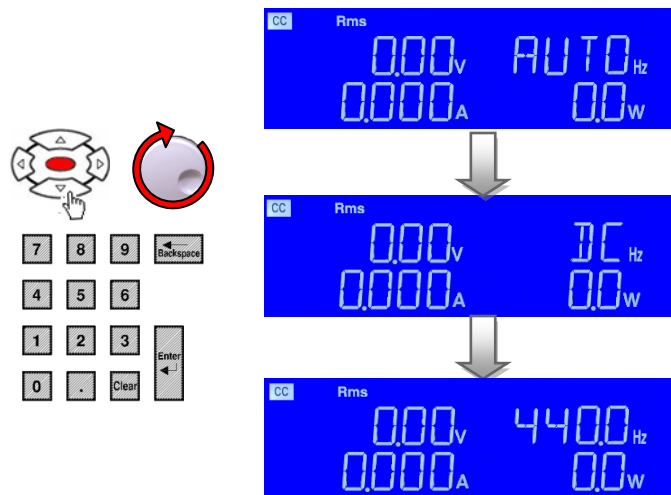 CC Rms
0.00V AUTO Hz
0.000A 0.0W
CC Rms
0.00V DC Hz
0.000A 0.0W
CC Rms
0.00V 440.0 Hz
0.000A 0.0W
7 8 9 Backspace
4 5 6
1 2 3 Enter
0 . Clear